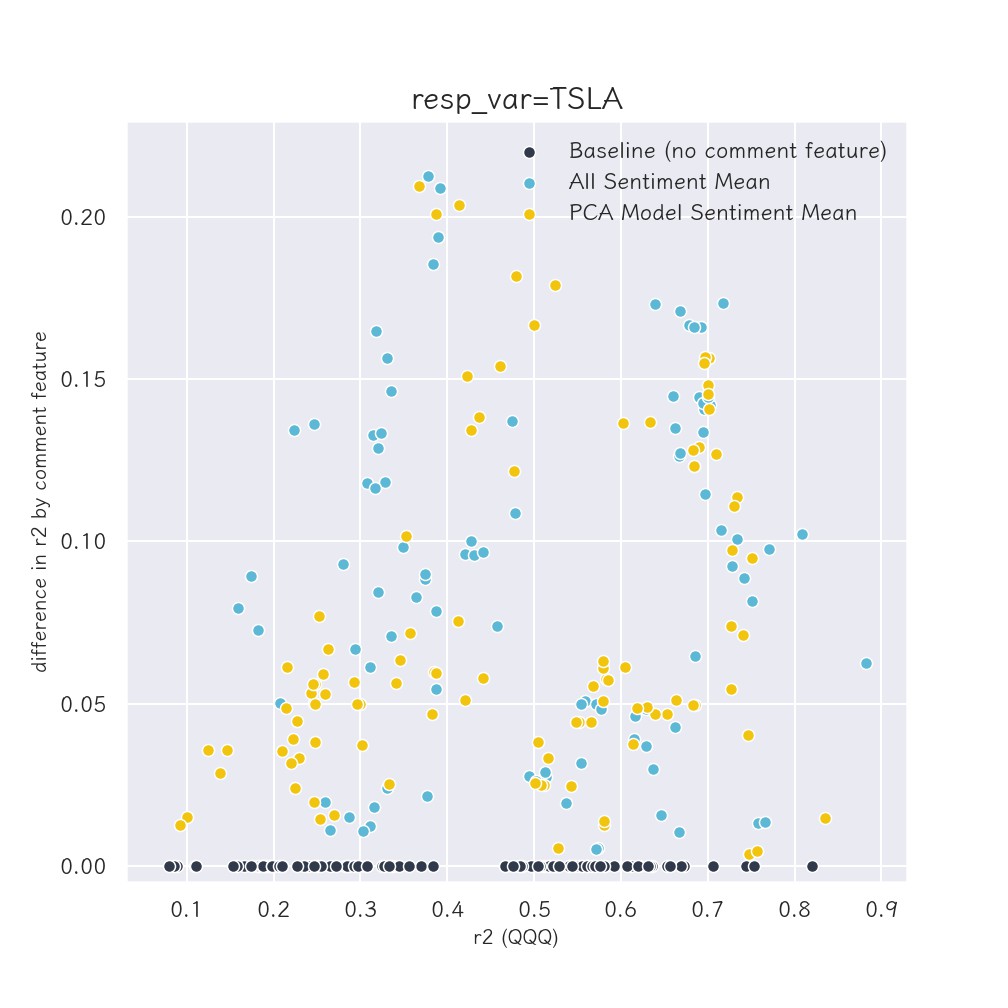 resp_var=TSLA
Baseline (no comment feature)
All Sentiment Mean
PCA Model Sentiment Mean
difference in r2 by comment feature
0.20
0.15
0.10
0.05
0.00
0.1 0.2 0.3 0.4 0.5 0.6 0.7 0.8 0.9
r2 (QQQ)